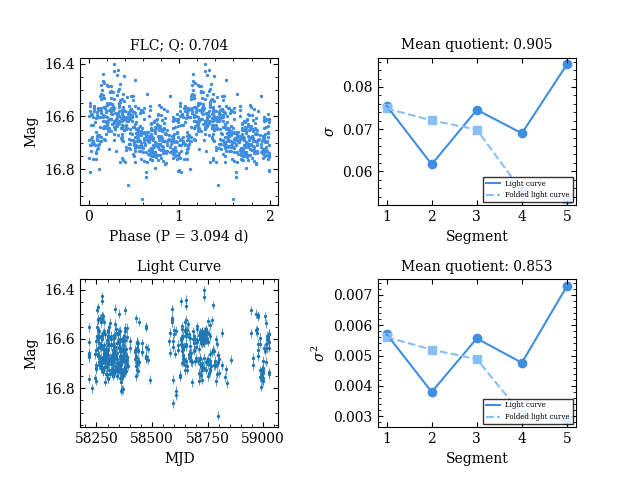 FLC; Q: 0.704
Mag
16.4
16.6
16.8
0 1 2
Phase (P = 3.094 d)
Mean quotient: 0.905
σ
0.08
0.07
0.06
Light curve
Folded light curve
1 2 3 4 5
Segment
Light Curve
Mag
16.4
16.6
16.8
58250 58500 58750 59000
MJD
Mean quotient: 0.853
σ²
0.007
0.006
0.005
0.004
0.003
Light curve
Folded light curve
1 2 3 4 5
Segment